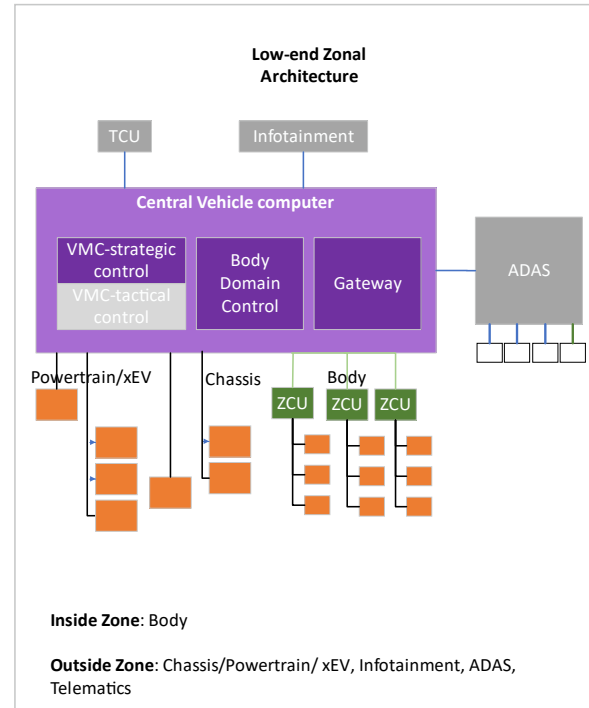 Low-end Zonal
Architecture
TCU
Infotainment
Central Vehicle computer
VMC-strategic
control
VMC-tactical
control
Body
Domain
Control
Gateway
ADAS
Powertrain/xEV
Chassis
Body
ZCU
ZCU
ZCU
Inside Zone: Body
Outside Zone: Chassis/Powertrain/ xEV, Infotainment, ADAS,
Telematics